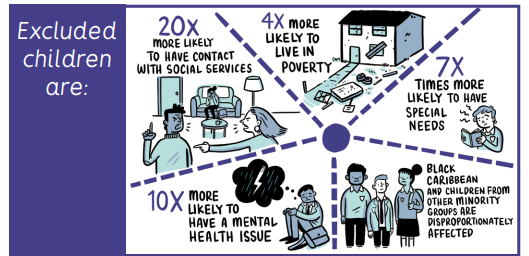 Excluded
children
are:
20X
MORE LIKELY
TO HAVE CONTACT
WITH SOCIAL SERVICES
4X MORE
LIKELY TO
LIVE IN
POVERTY
7X
TIMES MORE
LIKELY TO HAVE
SPECIAL
NEEDS
10X MORE
LIKELY TO
HAVE A MENTAL
HEALTH ISSUE
BLACK
CARIBBEAN
AND CHILDREN FROM
OTHER MINORITY
GROUPS ARE
DISPROPORTIONATELY
AFFECTED